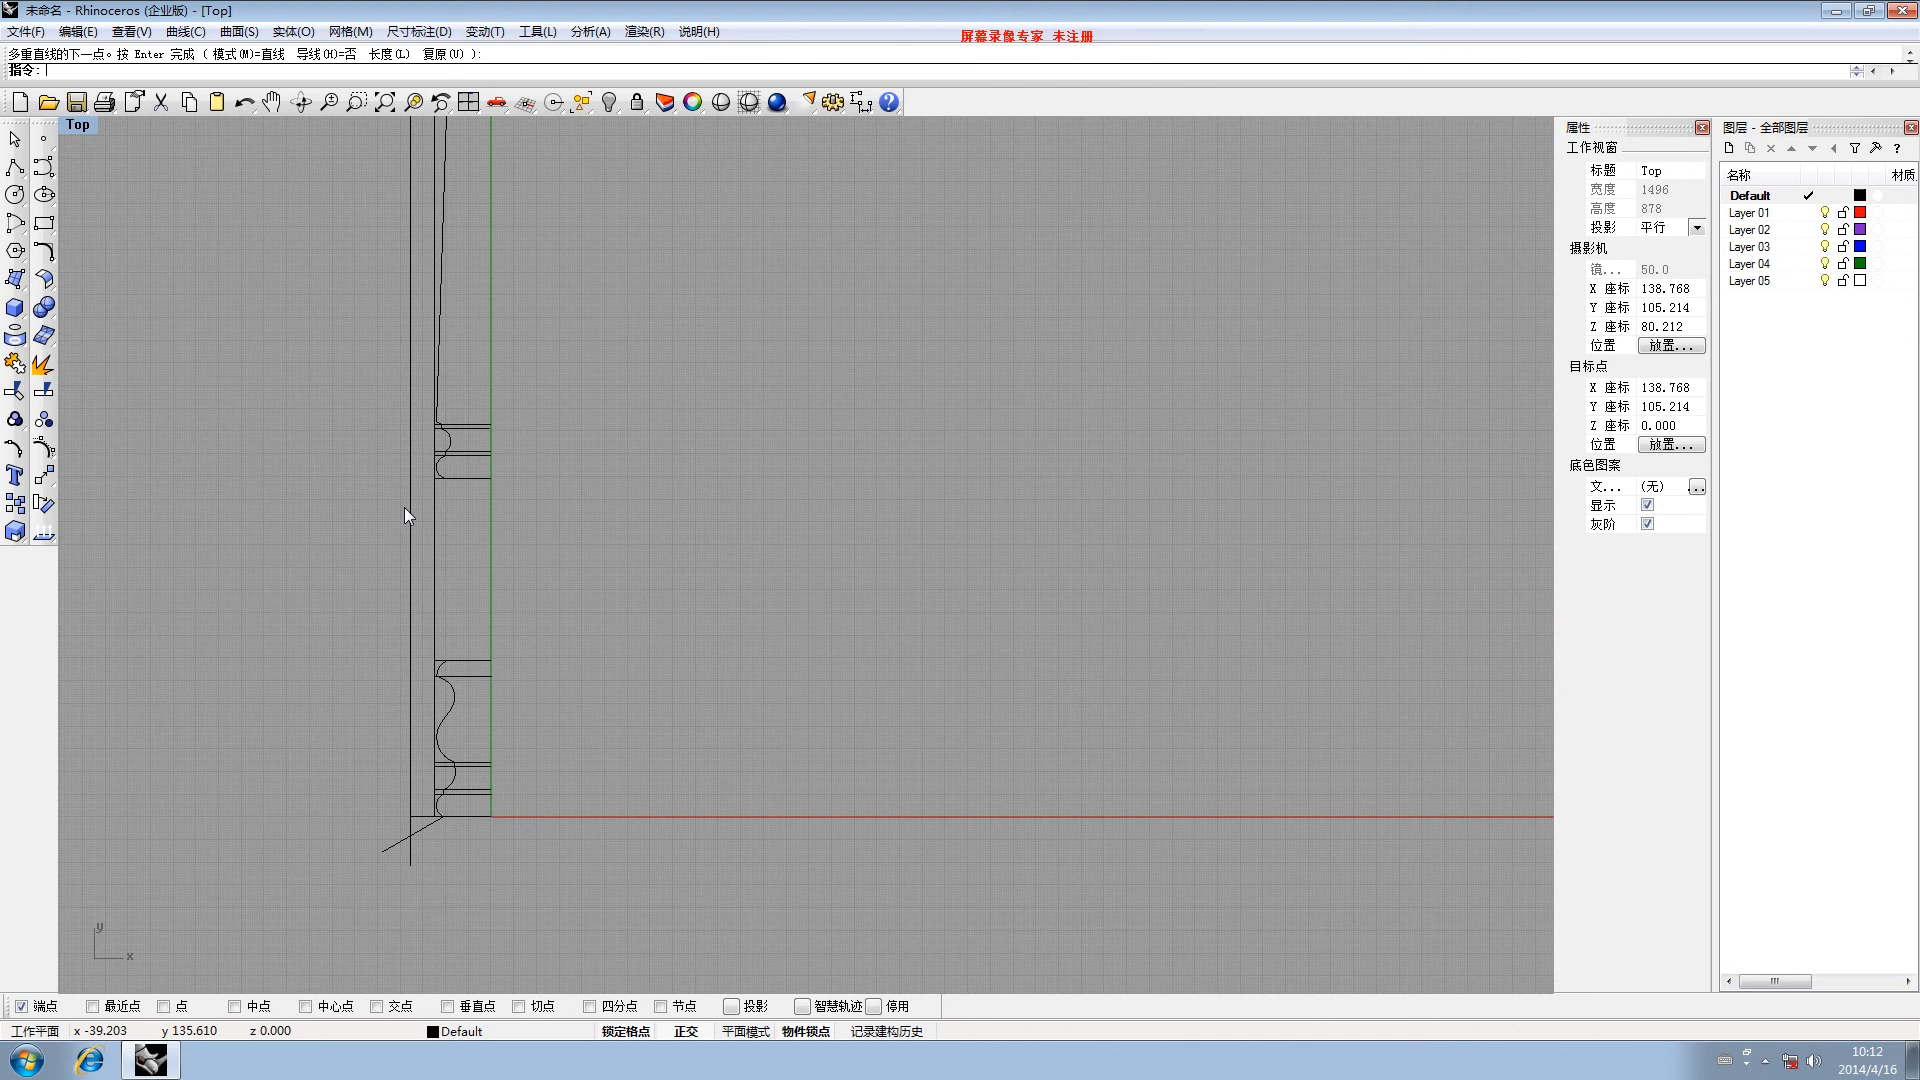 未命名 - Rhinoceros (企业版) - [Top]
文件(F) 编辑(E) 查看(V) 曲线(C) 曲面(S) 实体(O) 网格(M) 尺寸标注(D) 变动(T) 工具(L) 分析(A) 渲染(R) 说明(H)
屏幕录像专家 未注册
多重直线的下一点。按 Enter 完成 ( 模式(M)=直线 导线(H)=否 长度(L) 复原(U) ):
指令:
Top
属性
工作视窗
标题 Top
宽度 1496
高度 878
投影 平行
摄影机
镜... 50.0
X 座标 138.768
Y 座标 105.214
Z 座标 80.212
位置 放置...
目标点
X 座标 138.768
Y 座标 105.214
Z 座标 0.000
位置 放置...
底色图案
文... (无) ...
显示
灰阶
图层 - 全部图层
名称 材质
Default
Layer 01
Layer 02
Layer 03
Layer 04
Layer 05
y
x
端点 最近点 点 中点 中心点 交点 垂直点 切点 四分点 节点 投影 智慧轨迹 停用
工作平面 x -39.203 y 135.610 z 0.000 Default 锁定格点 正交 平面模式 物件锁点 记录建构历史
10:12
2014/4/16